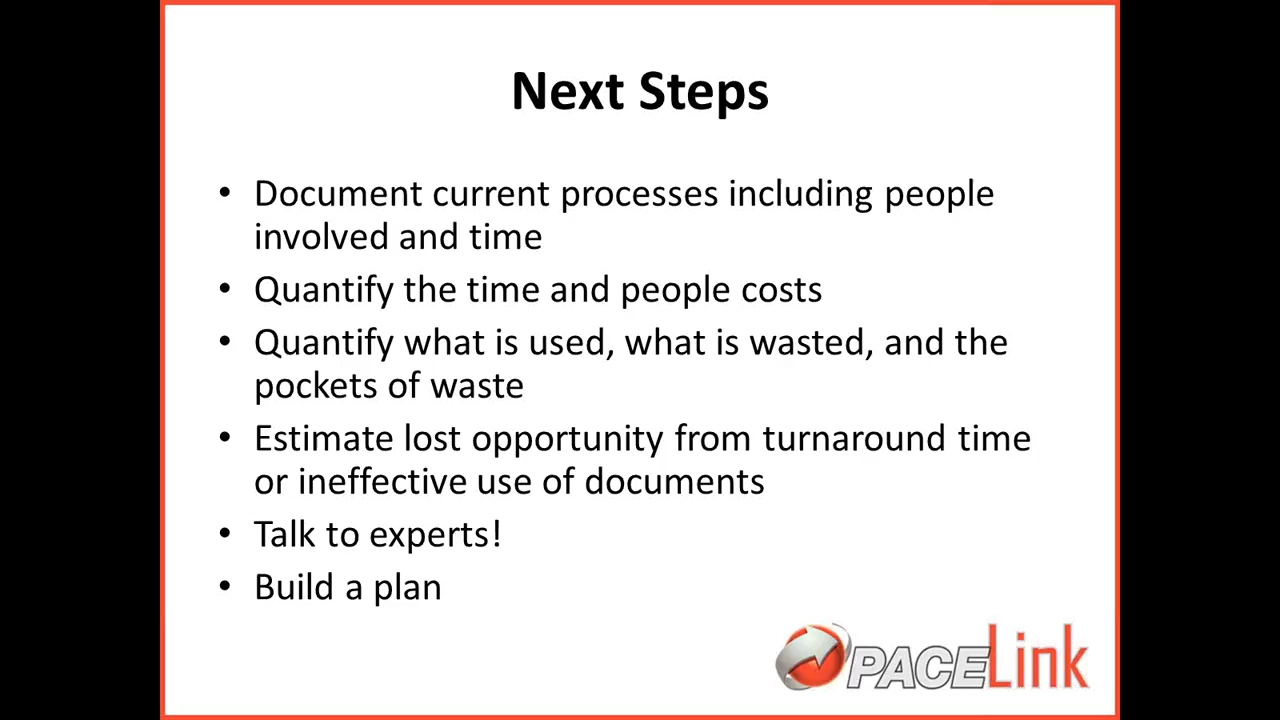 Next Steps
• Document current processes including people
involved and time
• Quantify the time and people costs
• Quantify what is used, what is wasted, and the
pockets of waste
• Estimate lost opportunity from turnaround time
or ineffective use of documents
• Talk to experts!
• Build a plan
PACELink